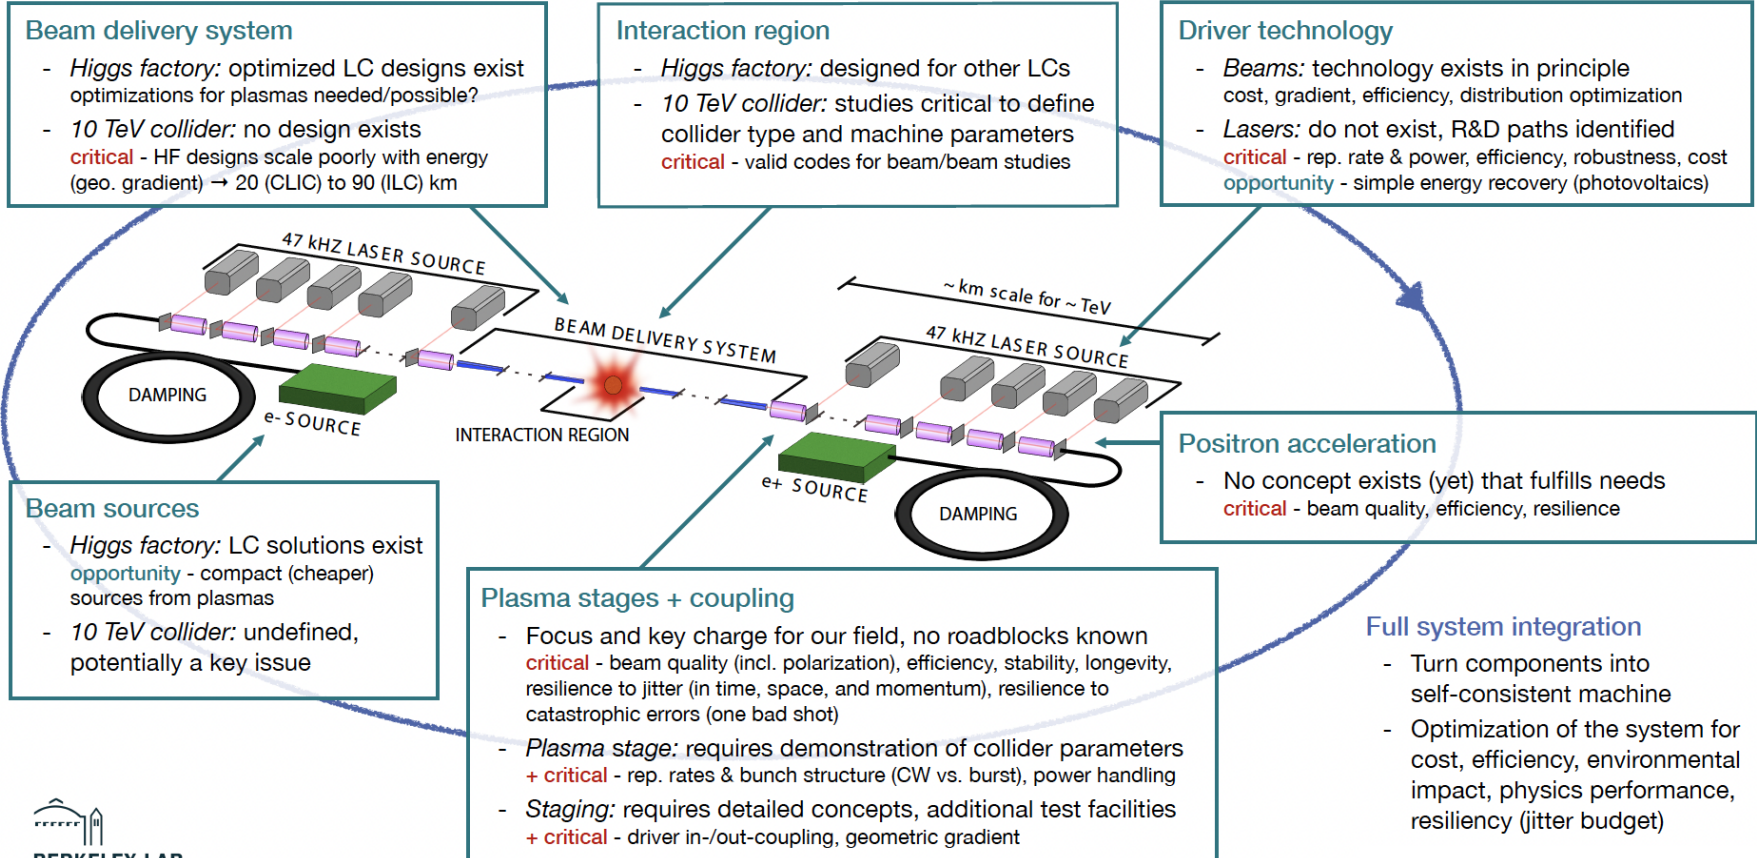 Beam delivery system
- Higgs factory: optimized LC designs exist
optimizations for plasmas needed/possible?
- 10 TeV collider: no design exists
critical - HF designs scale poorly with energy
(geo. gradient) → 20 (CLIC) to 90 (ILC) km
Interaction region
- Higgs factory: designed for other LCs
- 10 TeV collider: studies critical to define
collider type and machine parameters
critical - valid codes for beam/beam studies
Driver technology
- Beams: technology exists in principle
cost, gradient, efficiency, distribution optimization
- Lasers: do not exist, R&D paths identified
critical - rep. rate & power, efficiency, robustness, cost
opportunity - simple energy recovery (photovoltaics)
47 kHZ LASER SOURCE
BEAM DELIVERY SYSTEM
~ km scale for ~ TeV
47 kHZ LASER SOURCE
DAMPING
e- SOURCE
INTERACTION REGION
e+ SOURCE
DAMPING
Positron acceleration
- No concept exists (yet) that fulfills needs
critical - beam quality, efficiency, resilience
Beam sources
- Higgs factory: LC solutions exist
opportunity - compact (cheaper)
sources from plasmas
- 10 TeV collider: undefined,
potentially a key issue
Plasma stages + coupling
- Focus and key charge for our field, no roadblocks known
critical - beam quality (incl. polarization), efficiency, stability, longevity,
resilience to jitter (in time, space, and momentum), resilience to
catastrophic errors (one bad shot)
- Plasma stage: requires demonstration of collider parameters
+ critical - rep. rates & bunch structure (CW vs. burst), power handling
- Staging: requires detailed concepts, additional test facilities
+ critical - driver in-/out-coupling, geometric gradient
Full system integration
- Turn components into
self-consistent machine
- Optimization of the system for
cost, efficiency, environmental
impact, physics performance,
resiliency (jitter budget)
BERKELEY LAB